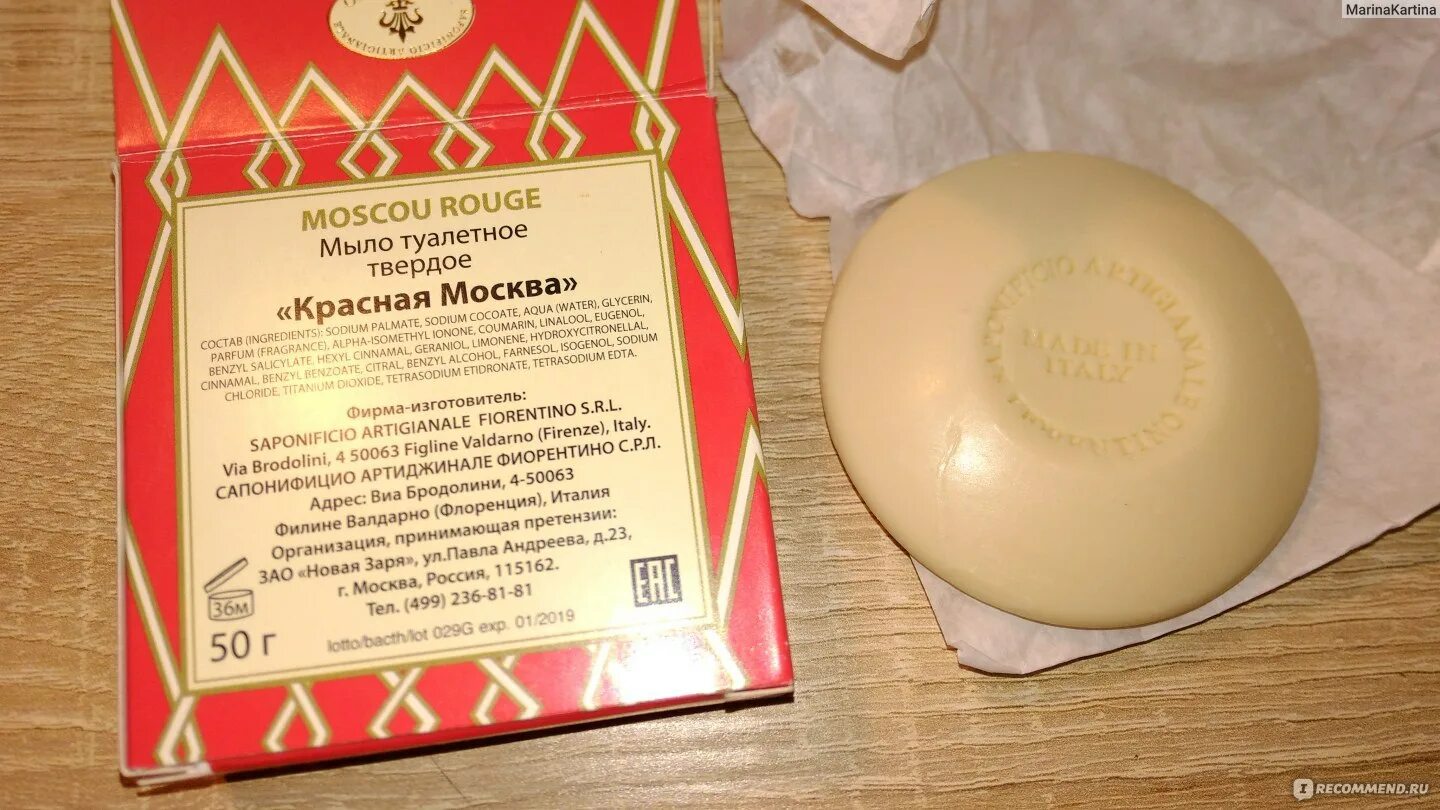 MarinaKartina
SAPONIFICIO ARTIGIANALE
MOSCOU ROUGE
Мыло туалетное
твердое
«Красная Москва»
СОСТАВ (INGREDIENTS): SODIUM PALMATE, SODIUM COCOATE, AQUA (WATER), GLYCERIN,
PARFUM (FRAGRANCE), ALPHA-ISOMETHYL IONONE, COUMARIN, LINALOOL, EUGENOL,
BENZYL SALICYLATE, HEXYL CINNAMAL, GERANIOL, LIMONENE, HYDROXYCITRONELLAL,
CINNAMAL, BENZYL BENZOATE, CITRAL, BENZYL ALCOHOL, FARNESOL, ISOGENOL, SODIUM
CHLORIDE, TITANIUM DIOXIDE, TETRASODIUM ETIDRONATE, TETRASODIUM EDTA.
Фирма-изготовитель:
SAPONIFICIO ARTIGIANALE FIORENTINO S.R.L.
Via Brodolini, 4 50063 Figline Valdarno (Firenze), Italy.
САПОНИФИЦИО АРТИДЖИНАЛЕ ФИОРЕНТИНО С.Р.Л.
Адрес: Виа Бродолини, 4-50063
Филине Валдарно (Флоренция), Италия
Организация, принимающая претензии:
ЗАО «Новая Заря», ул.Павла Андреева, д.23,
г. Москва, Россия, 115162.
Тел. (499) 236-81-81
36м
50 г
lotto/bacth/lot 029G exp. 01/2019
EAC
SAPONIFICIO ARTIGIANALE FIORENTINO
MADE IN
ITALY
RECOMMEND.RU